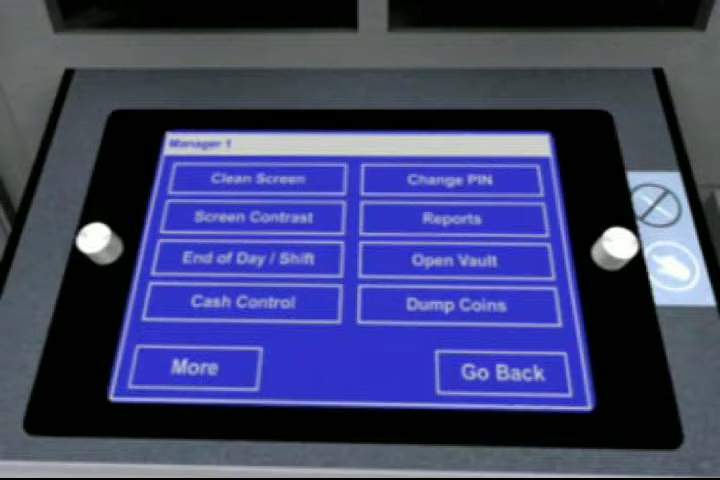 Manager 1
Clean Screen
Change PIN
Screen Contrast
Reports
End of Day / Shift
Open Vault
Cash Control
Dump Coins
More
Go Back